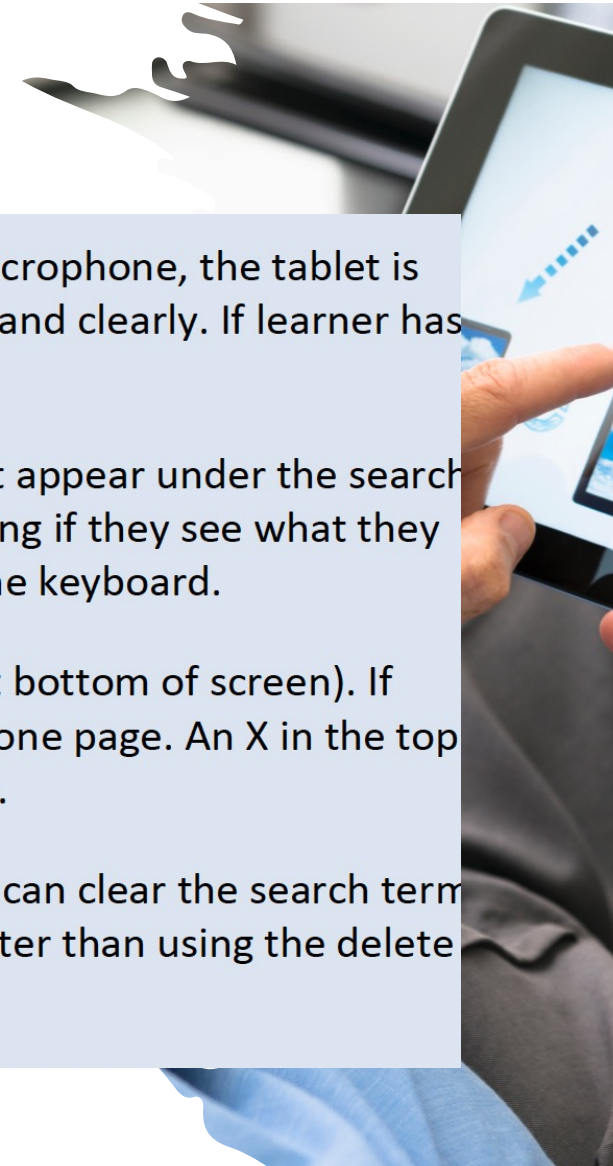 crophone, the tablet is
and clearly. If learner has
appear under the search
ng if they see what they
e keyboard.
bottom of screen). If
one page. An X in the top
.
can clear the search term
ter than using the delete